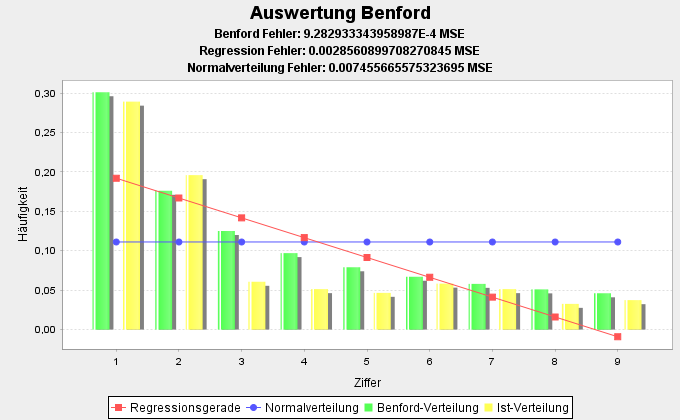 Auswertung Benford
Benford Fehler: 9.282933343958987E-4 MSE
Regression Fehler: 0.0028560899708270845 MSE
Normalverteilung Fehler: 0.007455665575323695 MSE
Häufigkeit
0,30
0,25
0,20
0,15
0,10
0,05
0,00
1 2 3 4 5 6 7 8 9
Ziffer
Regressionsgerade Normalverteilung Benford-Verteilung Ist-Verteilung